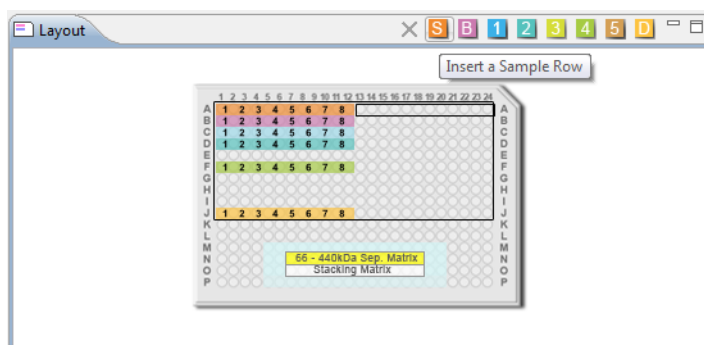 Layout
S B 1 2 3 4 5 D
Insert a Sample Row
1 2 3 4 5 6 7 8 9 10 11 12 13 14 15 16 17 18 19 20 21 22 23 24
A 1 2 3 4 5 6 7 8 A
B 1 2 3 4 5 6 7 8 B
C 1 2 3 4 5 6 7 8 C
D 1 2 3 4 5 6 7 8 D
E E
F 1 2 3 4 5 6 7 8 F
G G
H H
I I
J 1 2 3 4 5 6 7 8 J
K K
L L
M M
N 66 - 440kDa Sep. Matrix N
O Stacking Matrix O
P P